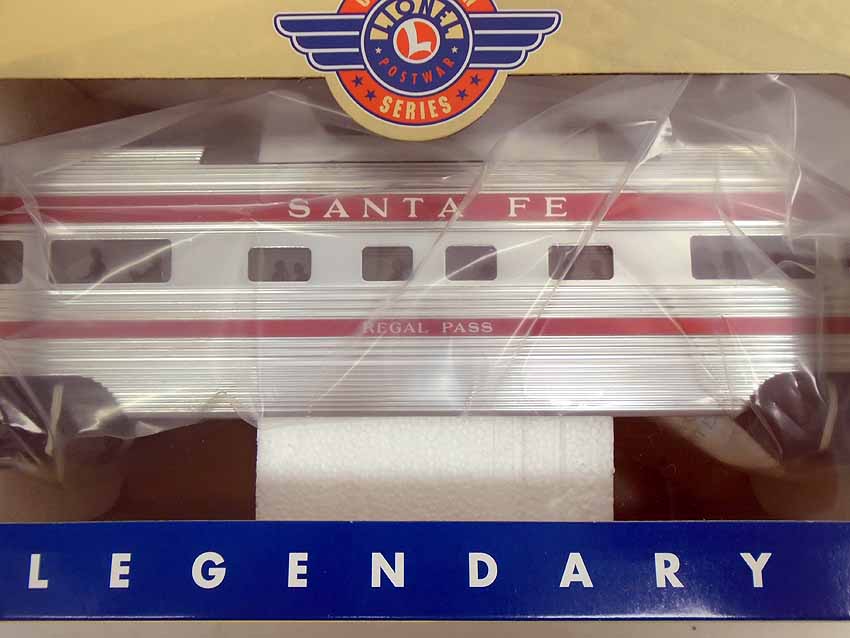 LIONEL
L
POSTWAR
SERIES
SANTA FE
REGAL PASS
LEGENDARY